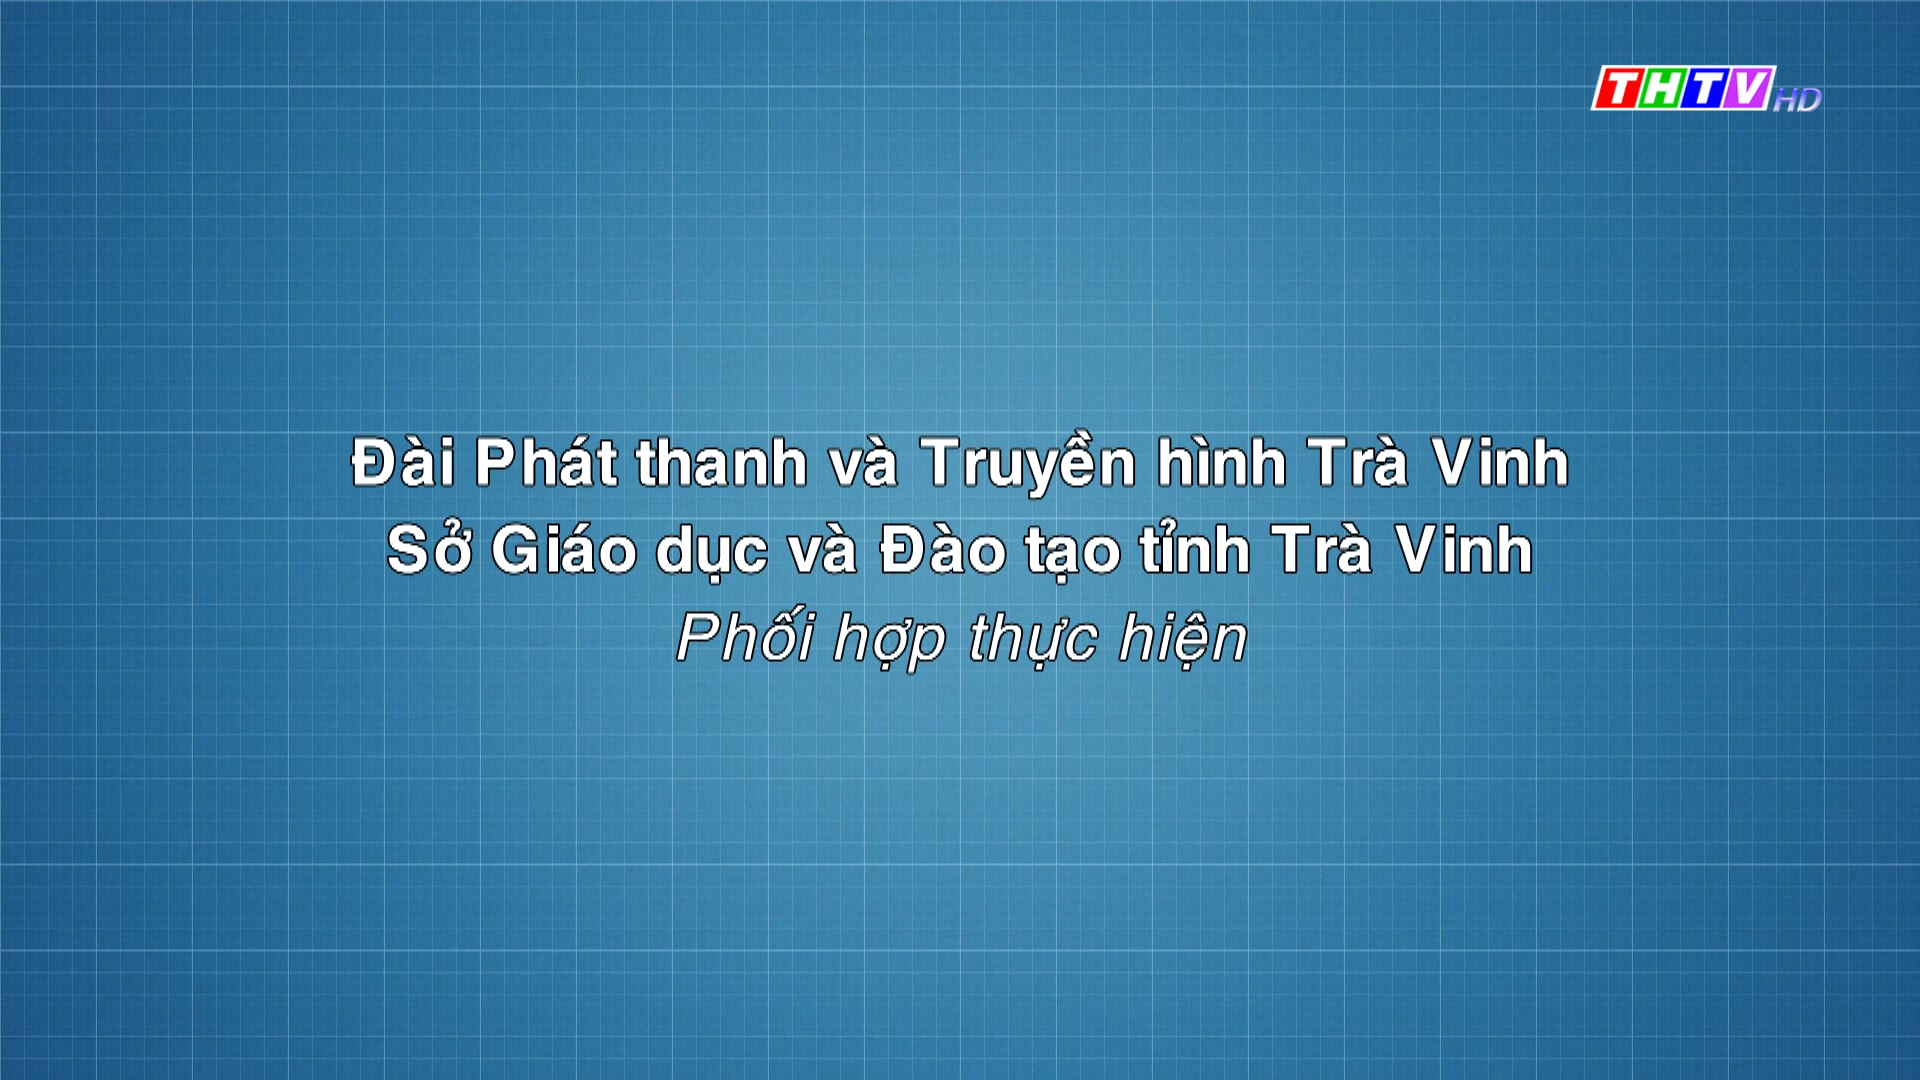 THTV HD
Đài Phát thanh và Truyền hình Trà Vinh
Sở Giáo dục và Đào tạo tỉnh Trà Vinh
Phối hợp thực hiện